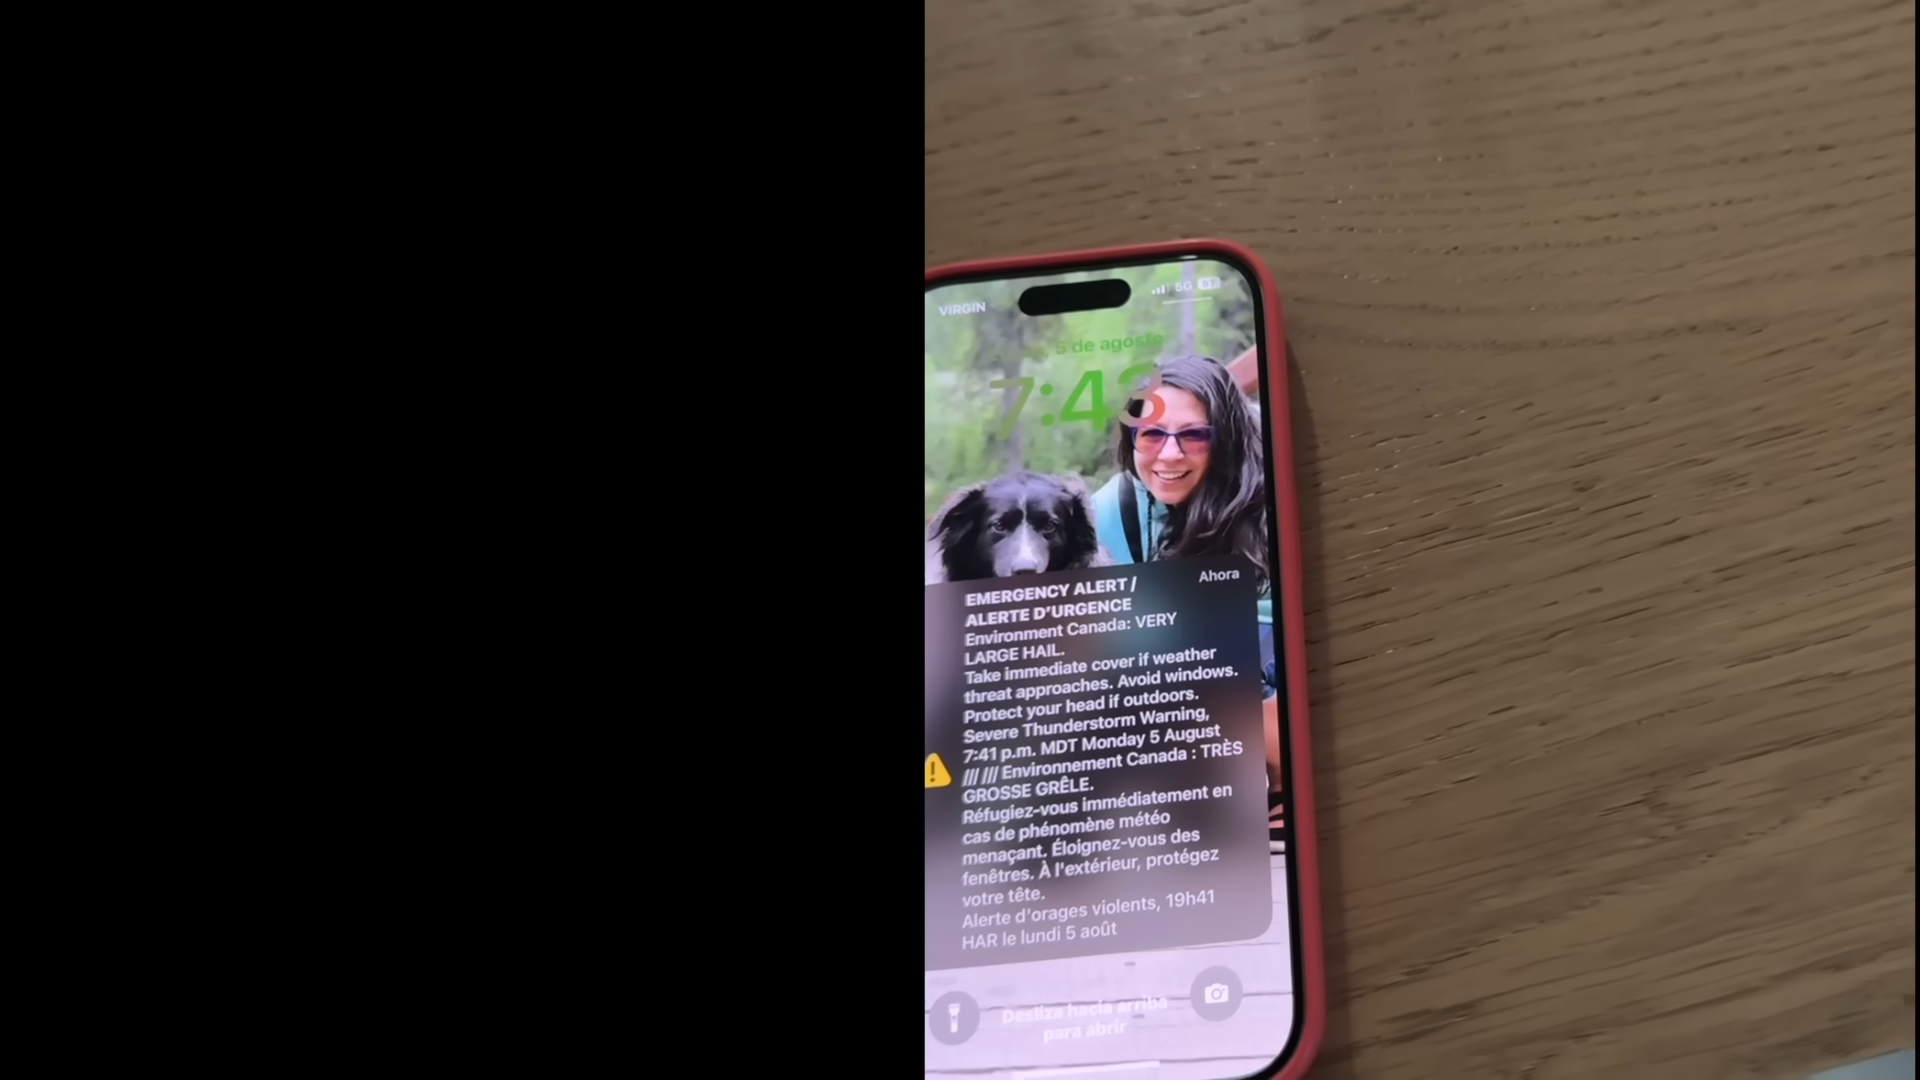 VIRGIN
5G 57
5 de agosto
7:43
EMERGENCY ALERT /
Ahora
ALERTE D'URGENCE
Environment Canada: VERY
LARGE HAIL.
Take immediate cover if weather
threat approaches. Avoid windows.
Protect your head if outdoors.
Severe Thunderstorm Warning,
7:41 p.m. MDT Monday 5 August
/// /// Environnement Canada : TRÈS
GROSSE GRÊLE.
Réfugiez-vous immédiatement en
cas de phénomène météo
menaçant. Éloignez-vous des
fenêtres. À l'extérieur, protégez
votre tête.
Alerte d'orages violents, 19h41
HAR le lundi 5 août
Desliza hacia arriba
para abrir